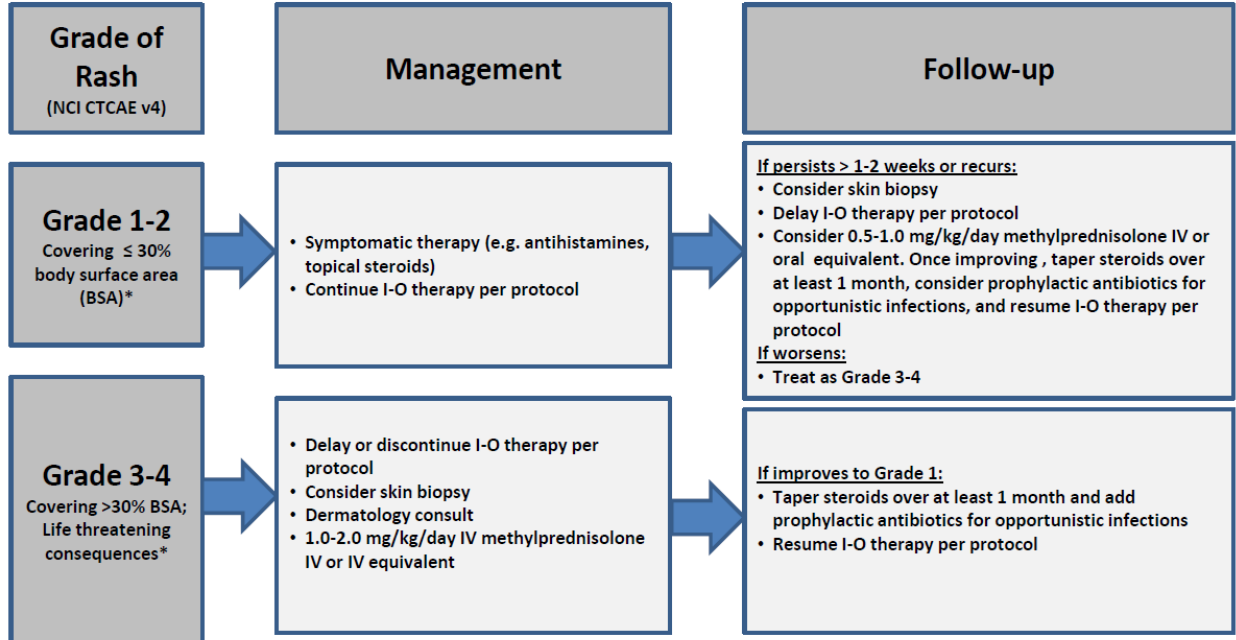 Grade of
Rash
(NCI CTCAE v4)
Management
Follow-up
Grade 1-2
Covering ≤ 30%
body surface area
(BSA)*
• Symptomatic therapy (e.g. antihistamines,
topical steroids)
• Continue I-O therapy per protocol
If persists > 1-2 weeks or recurs:
• Consider skin biopsy
• Delay I-O therapy per protocol
• Consider 0.5-1.0 mg/kg/day methylprednisolone IV or
oral equivalent. Once improving , taper steroids over
at least 1 month, consider prophylactic antibiotics for
opportunistic infections, and resume I-O therapy per
protocol
If worsens:
• Treat as Grade 3-4
Grade 3-4
Covering >30% BSA;
Life threatening
consequences*
• Delay or discontinue I-O therapy per
protocol
• Consider skin biopsy
• Dermatology consult
• 1.0-2.0 mg/kg/day IV methylprednisolone
IV or IV equivalent
If improves to Grade 1:
• Taper steroids over at least 1 month and add
prophylactic antibiotics for opportunistic infections
• Resume I-O therapy per protocol